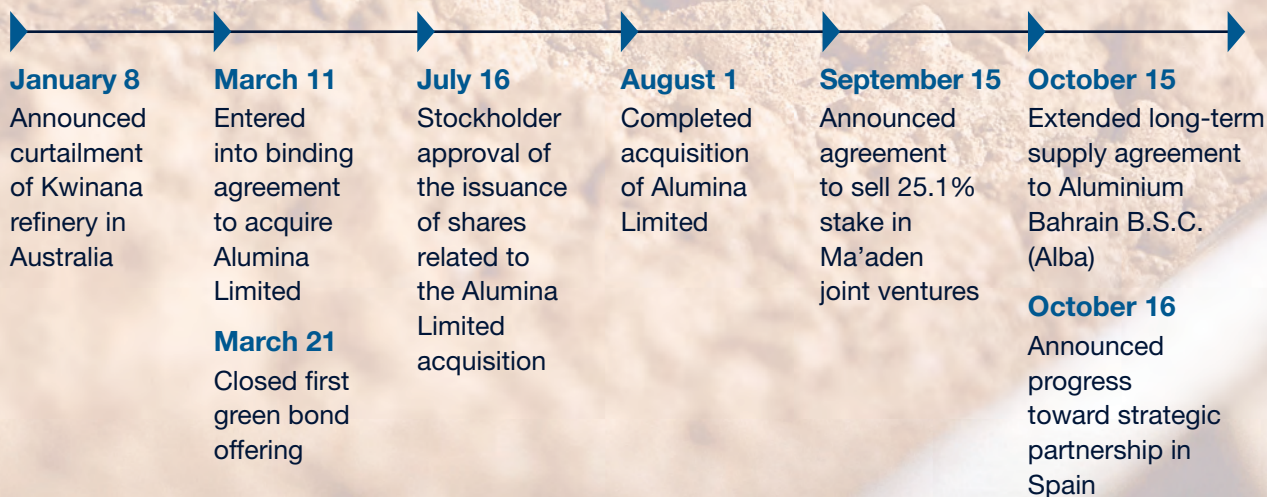 January 8
Announced
curtailment
of Kwinana
refinery in
Australia
March 11
Entered
into binding
agreement
to acquire
Alumina
Limited
March 21
Closed first
green bond
offering
July 16
Stockholder
approval of
the issuance
of shares
related to
the Alumina
Limited
acquisition
August 1
Completed
acquisition
of Alumina
Limited
September 15
Announced
agreement
to sell 25.1%
stake in
Ma’aden
joint ventures
October 15
Extended long-term
supply agreement
to Aluminium
Bahrain B.S.C.
(Alba)
October 16
Announced
progress
toward strategic
partnership in
Spain